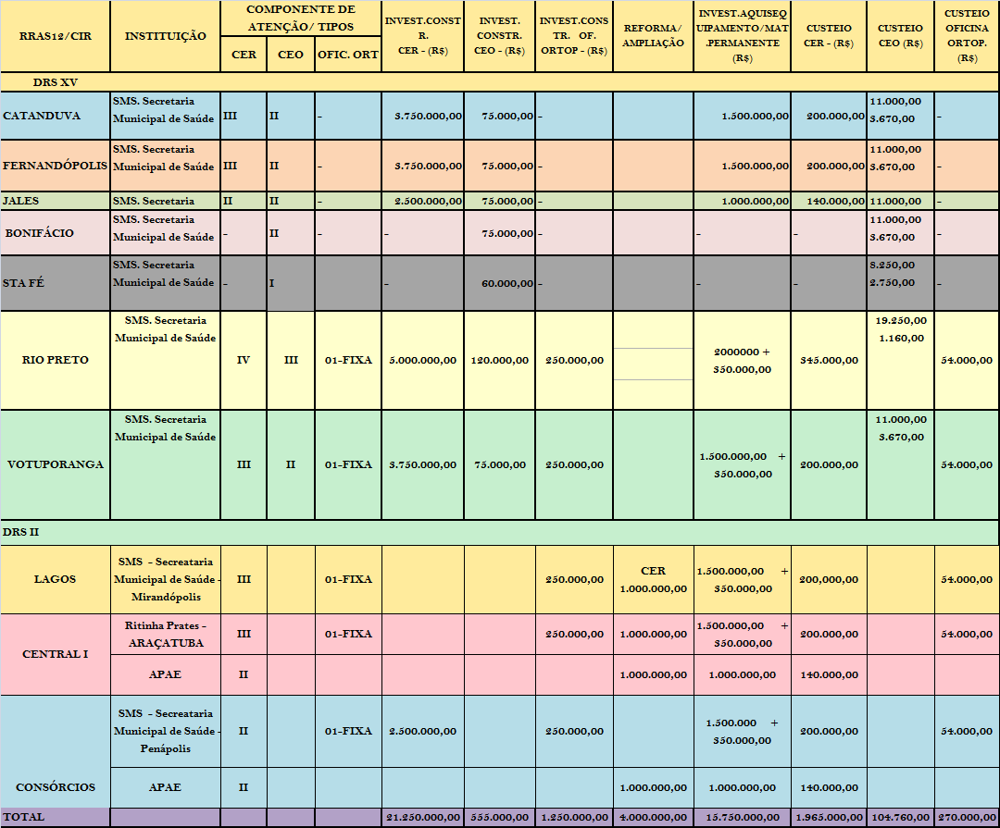 RRAS12/CIR
INSTITUIÇÃO
COMPONENTE DE
ATENÇÃO/ TIPOS
CER
CEO
OFIC. ORT
INVEST.CONST
R.
CER - (R$)
INVEST.
CONSTR.
CEO - (R$)
INVEST.CONS
TR. OF.
ORTOP - (R$)
REFORMA/
AMPLIAÇÃO
INVEST.AQUISEQ
UIPAMENTO/MAT
.PERMANENTE
(R$)
CUSTEIO
CER - (R$)
CUSTEIO
CEO (R$)
CUSTEIO
OFICINA
ORTOP.
(R$)
DRS XV
CATANDUVA
SMS. Secretaria
Municipal de Saúde
III
II
-
3.750.000,00
75.000,00
-
1.500.000,00
200.000,00
11.000,00
3.670,00
-
FERNANDÓPOLIS
SMS. Secretaria
Municipal de Saúde
III
II
-
3.750.000,00
75.000,00
-
1.500.000,00
200.000,00
11.000,00
3.670,00
-
JALES
SMS. Secretaria
II
II
-
2.500.000,00
75.000,00
-
1.000.000,00
140.000,00
11.000,00
-
BONIFÁCIO
SMS. Secretaria
Municipal de Saúde
-
II
-
-
75.000,00
-
-
-
11.000,00
3.670,00
-
STA FÉ
SMS. Secretaria
Municipal de Saúde
-
I
-
60.000,00
-
-
-
8.250,00
2.750,00
-
RIO PRETO
SMS. Secretaria
Municipal de Saúde
IV
III
01-FIXA
5.000.000,00
120.000,00
250.000,00
2000000 +
350.000,00
345.000,00
19.250,00
1.160,00
54.000,00
VOTUPORANGA
SMS. Secretaria
Municipal de Saúde
III
II
01-FIXA
3.750.000,00
75.000,00
250.000,00
1.500.000,00 +
350.000,00
200.000,00
11.000,00
3.670,00
54.000,00
DRS II
LAGOS
SMS - Secreataria
Municipal de Saúde -
Mirandópolis
III
01-FIXA
250.000,00
CER
1.000.000,00
1.500.000,00 +
350.000,00
200,000,00
54.000,00
CENTRAL I
Ritinha Prates -
ARAÇATUBA
III
01-FIXA
250.000,00
1.000.000,00
1.500.000,00 +
350.000,00
200.000,00
54.000,00
APAE
II
1.000.000,00
1.000.000,00
140.000,00
CONSÓRCIOS
SMS - Secreataria
Municipal de Saúde -
Penápolis
II
01-FIXA
2.500.000,00
250.000,00
1.500.000 +
350.000,00
200.000,00
54.000,00
APAE
II
1.000.000,00
1.000.000,00
140.000,00
TOTAL
21.250.000,00
555.000,00
1.250.000,00
4.000.000,00
15.750.000,00
1.965.000,00
104.760,00
270.000,00